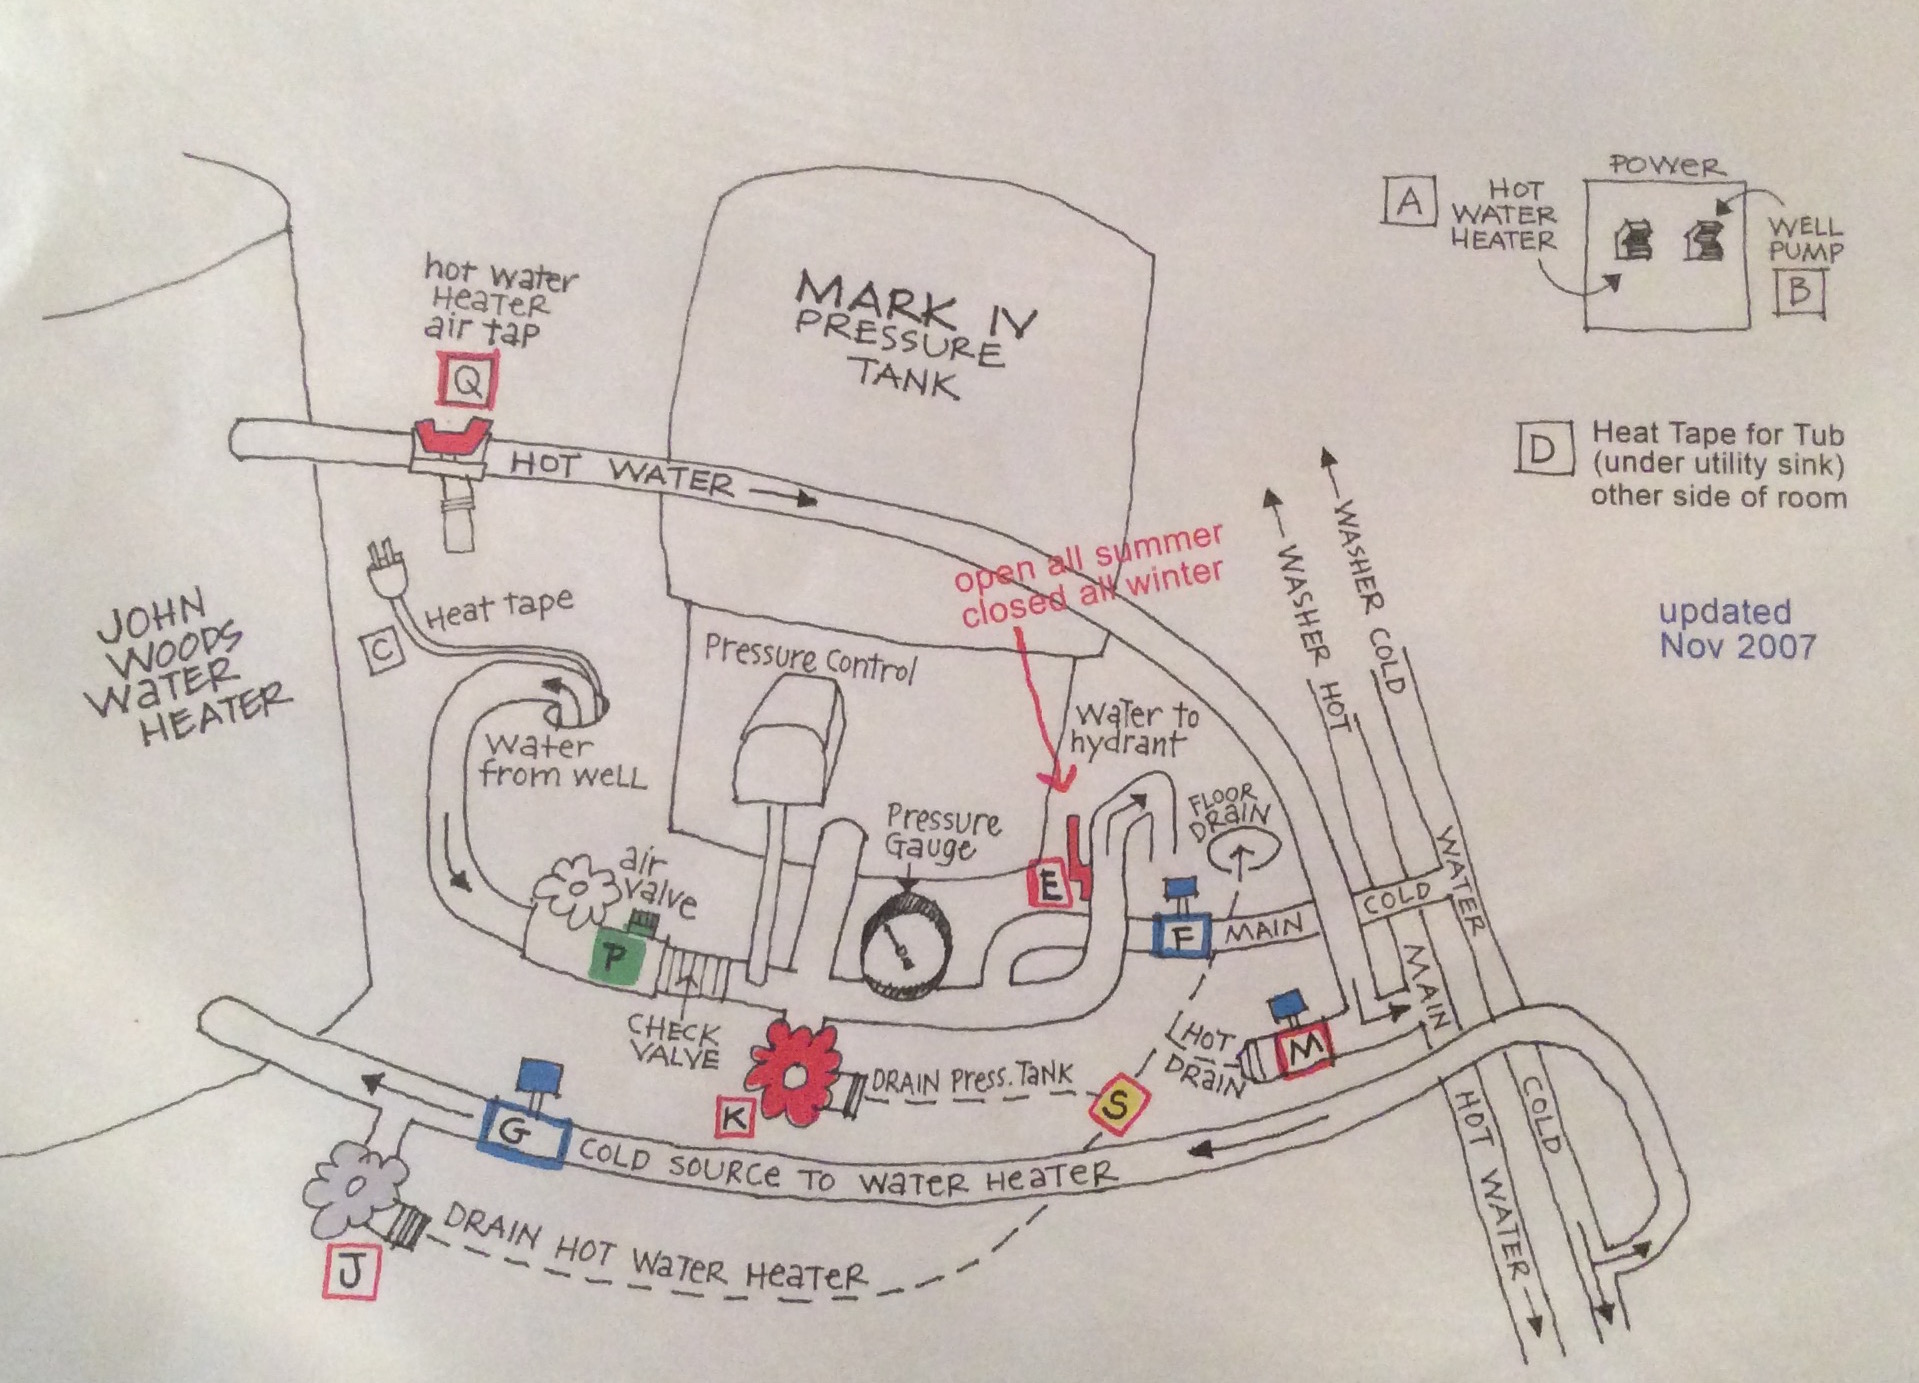 POWER
A
HOT
WATER
HEATER
WELL
PUMP
B
hot water
HEATER
air tap
Q
MARK IV
PRESSURE
TANK
HOT WATER
D
Heat Tape for Tub
(under utility sink)
other side of room
open all summer
closed all winter
WASHER COLD
WASHER HOT
updated
Nov 2007
JOHN
WOODS
WATER
HEATER
Heat tape
C
Pressure Control
Water
from well
Water to
hydrant
Pressure
Gauge
FLOOR
DRAIN
air
valve
E
P
F
MAIN
COLD
WATER
MAIN
CHECK
VALVE
HOT
DRAIN
M
K
DRAIN Press. Tank
S
G
COLD SOURCE TO WATER HEATER
HOT WATER
COLD
J
DRAIN HOT WATER HEATER